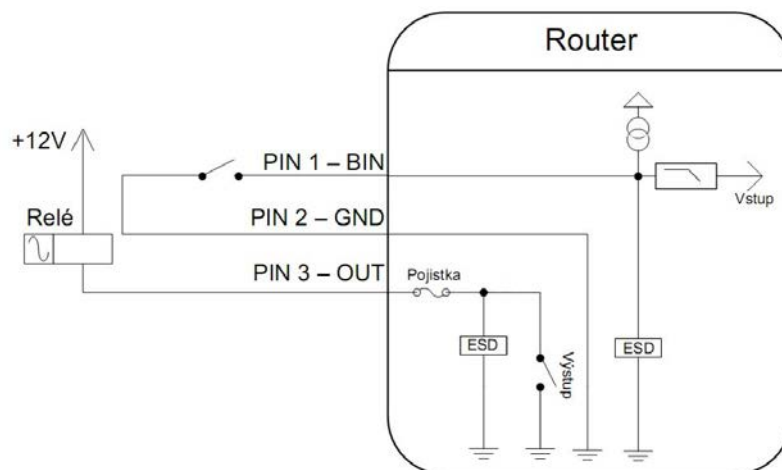 Router
+12V
PIN 1 – BIN
Vstup
Relé
PIN 2 – GND
PIN 3 – OUT
Pojistka
ESD
Výstup
ESD